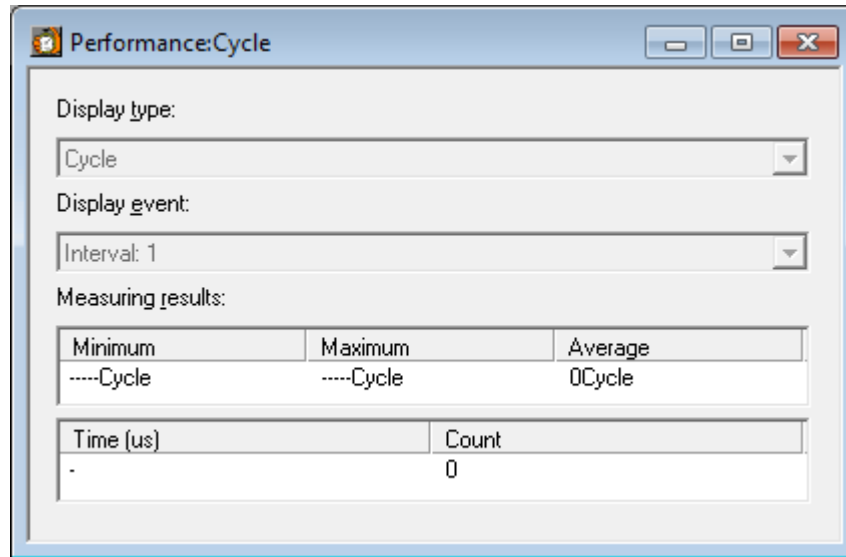 Performance:Cycle
Display type:
Cycle
Display event:
Interval: 1
Measuring results:
Minimum Maximum Average
-----Cycle -----Cycle 0Cycle
Time (us) Count
- 0